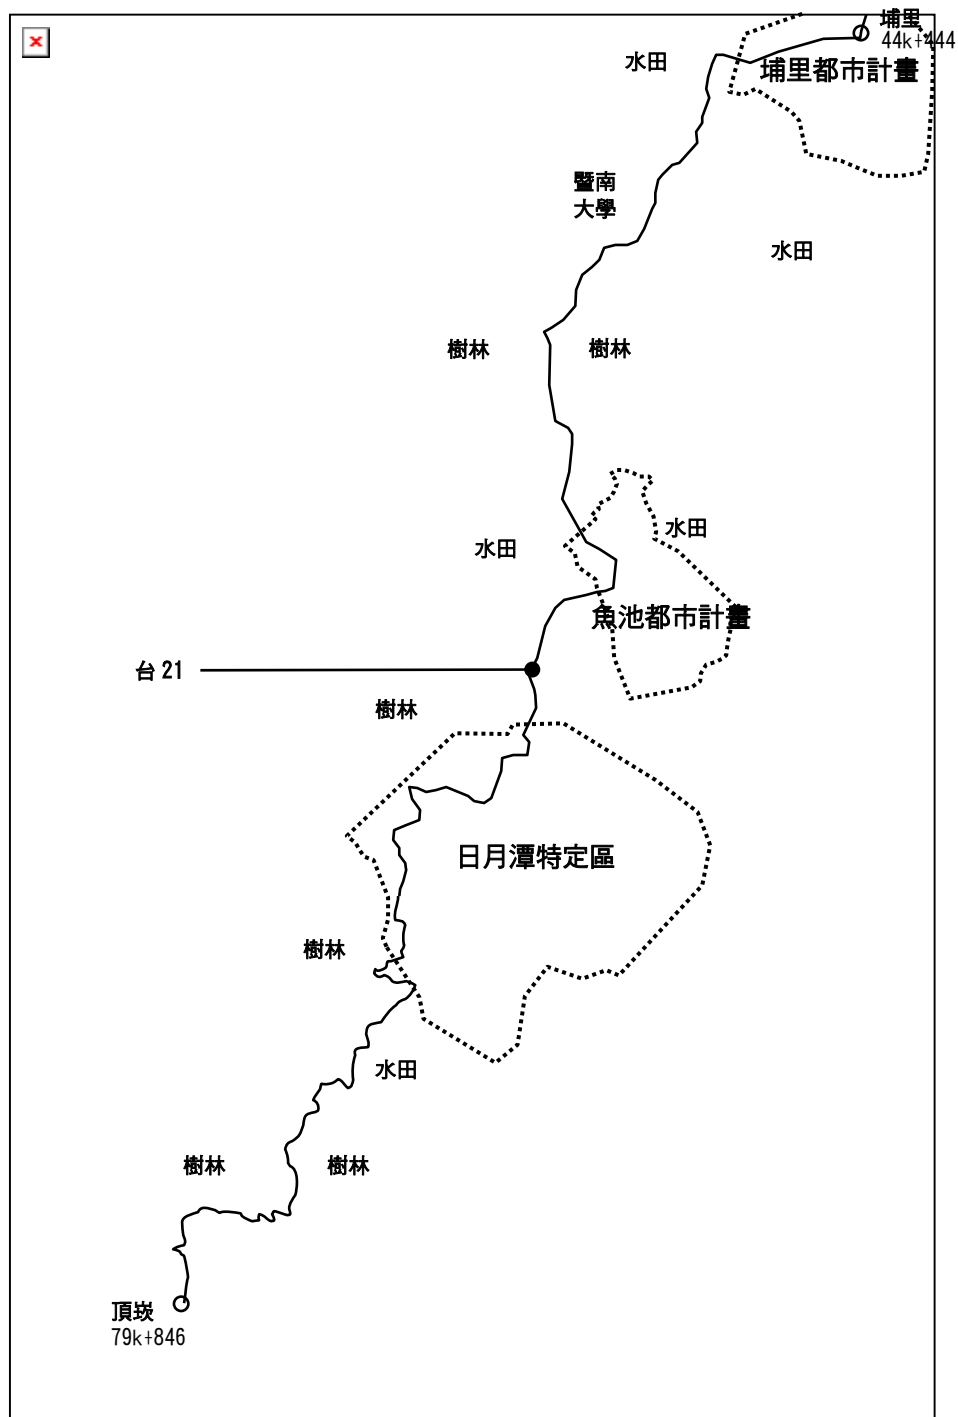 埔里
44k+444
水田
埔里都市計畫
暨南
大學
水田
樹林
樹林
水田
水田
魚池都市計畫
台 21
樹林
日月潭特定區
樹林
水田
樹林
樹林
頂崁
79k+846